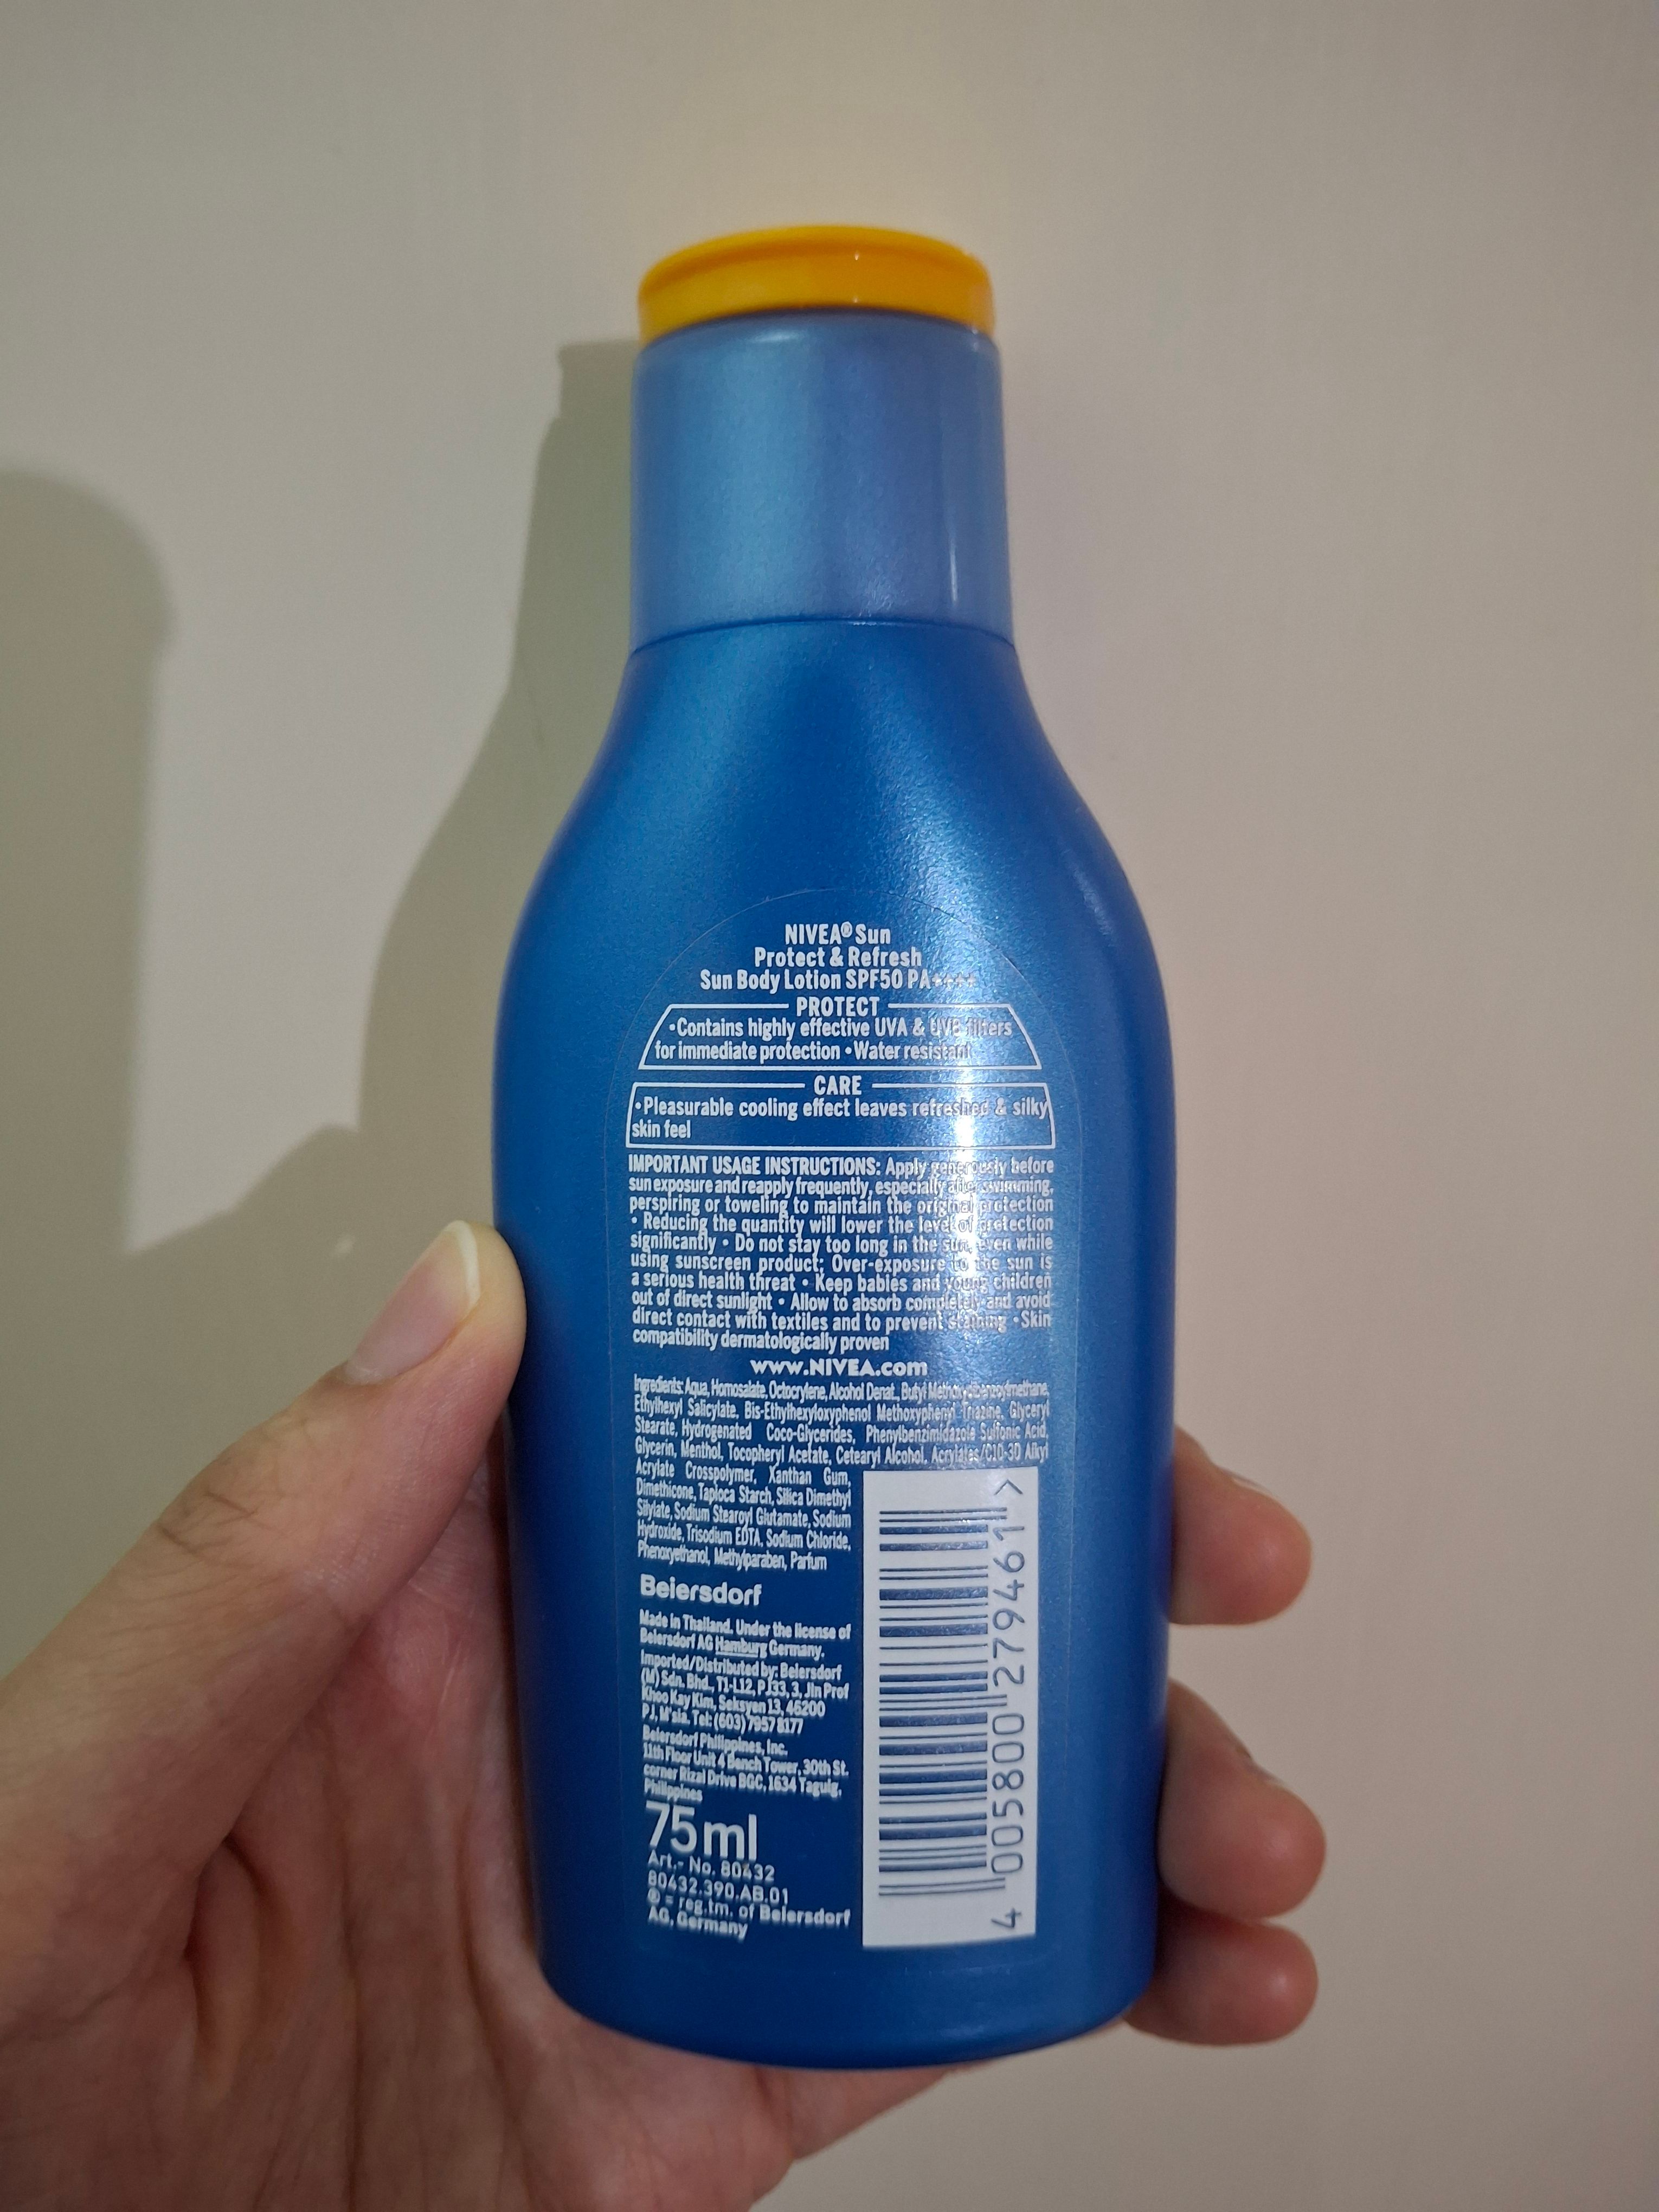 NIVEA® Sun
Protect & Refresh
Sun Body Lotion SPF50 PA++++
PROTECT
•Contains highly effective UVA & UVB filters
for immediate protection •Water resistant
CARE
•Pleasurable cooling effect leaves refreshed & silky
skin feel
IMPORTANT USAGE INSTRUCTIONS: Apply generously before
sun exposure and reapply frequently, especially after swimming,
perspiring or toweling to maintain the original protection
• Reducing the quantity will lower the level of protection
significantly • Do not stay too long in the sun, even while
using sunscreen product; Over-exposure to the sun is
a serious health threat • Keep babies and young children
out of direct sunlight • Allow to absorb completely and avoid
direct contact with textiles and to prevent staining •Skin
compatibility dermatologically proven
www.NIVEA.com
Ingredients: Aqua, Homosalate, Octocrylene, Alcohol Denat., Butyl Methoxydibenzoylmethane,
Ethylhexyl Salicylate, Bis-Ethylhexyloxyphenol Methoxyphenyl Triazine, Glyceryl
Stearate, Hydrogenated Coco-Glycerides, Phenylbenzimidazole Sulfonic Acid,
Glycerin, Menthol, Tocopheryl Acetate, Cetearyl Alcohol, Acrylates/C10-30 Alkyl
Acrylate Crosspolymer, Xanthan Gum,
Dimethicone, Tapioca Starch, Silica Dimethyl
Silylate, Sodium Stearoyl Glutamate, Sodium
Hydroxide, Trisodium EDTA, Sodium Chloride,
Phenoxyethanol, Methylparaben, Parfum
Beiersdorf
Made in Thailand. Under the license of
Beiersdorf AG Hamburg Germany.
Imported/Distributed by: Beiersdorf
(M) Sdn. Bhd., T1-L12, PJ33, 3, Jln Prof
Khoo Kay Kim, Seksyen 13, 46200
PJ, M'sia. Tel: (603) 7957 8177
Beiersdorf Philippines, Inc.
11th Floor Unit 4 Bench Tower, 30th St.
corner Rizal Drive BGC, 1634 Taguig,
Philippines
75ml
Art.- No. 80432
80432.390.AB.01
® = reg.tm. of Beiersdorf
AG, Germany
4 005800 279461 >